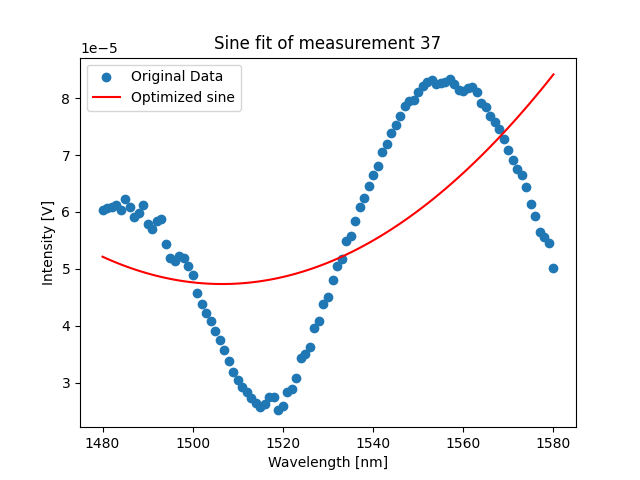 Sine fit of measurement 37
1e−5
Original Data
Optimized sine
8
7
6
5
4
3
Intensity [V]
1480 1500 1520 1540 1560 1580
Wavelength [nm]